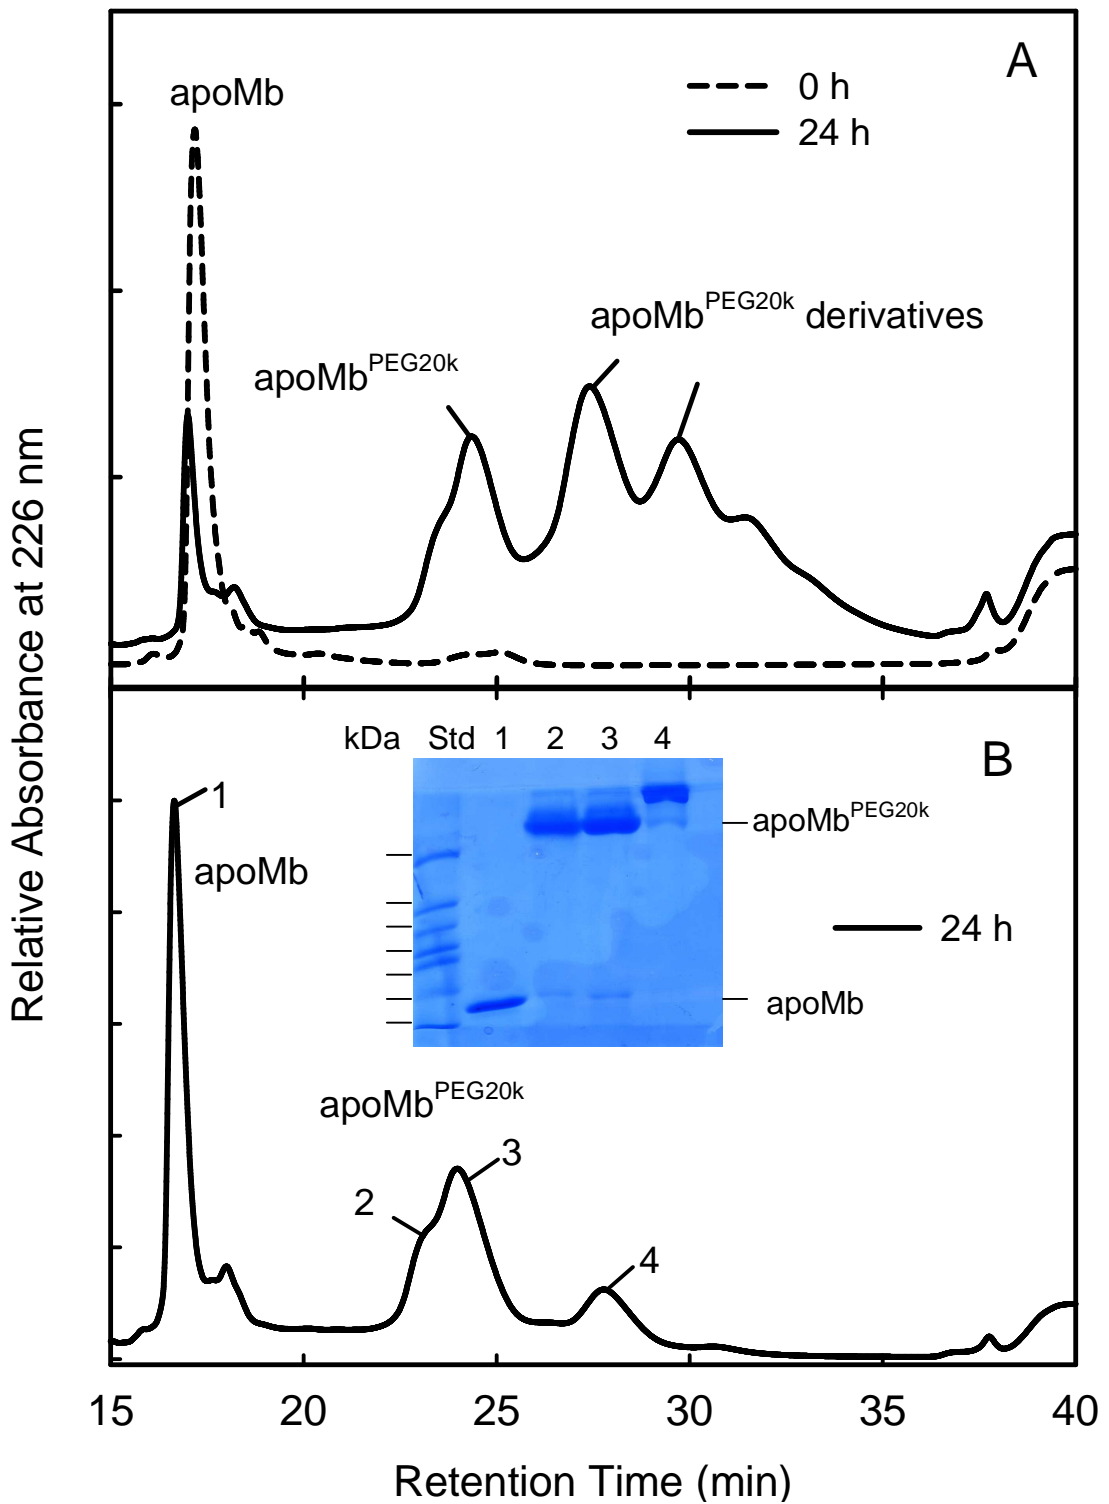 A
apoMb
0 h
24 h
apoMbPEG20k derivatives
apoMbPEG20k
Relative Absorbance at 226 nm
kDa Std 1 2 3 4
B
1
apoMbPEG20k
apoMb
24 h
apoMb
apoMbPEG20k
3
2
4
15 20 25 30 35 40
Retention Time (min)